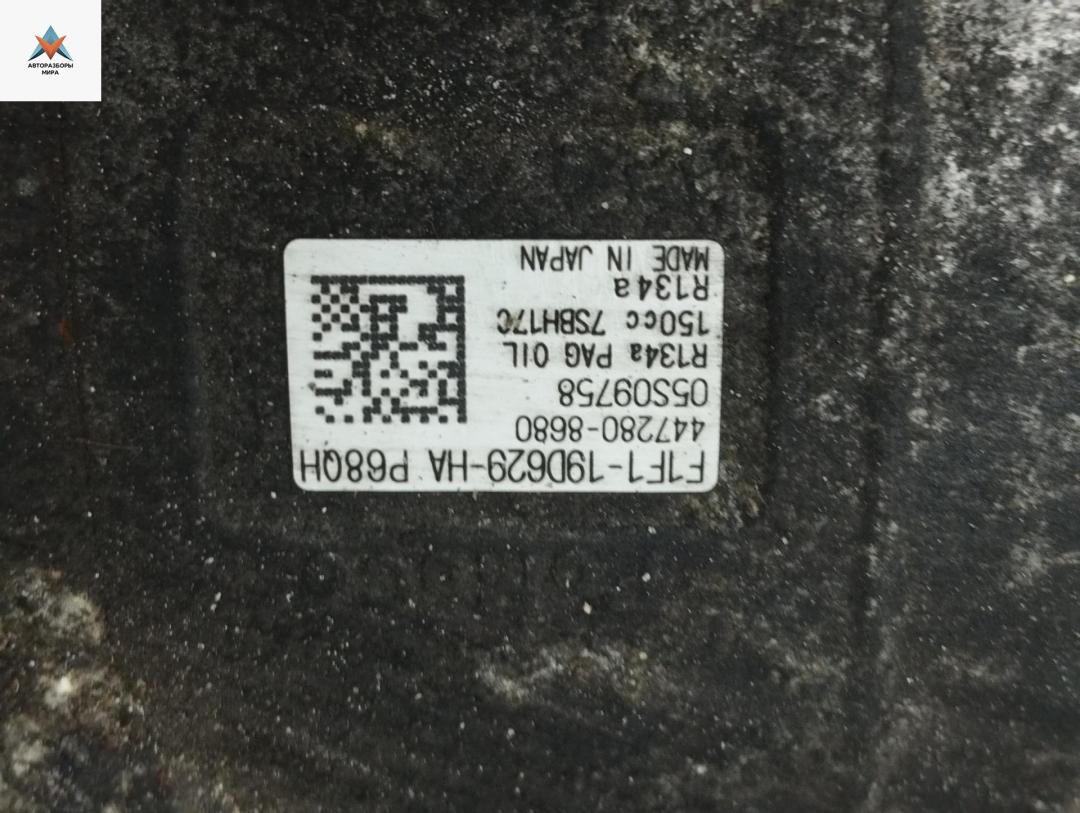 АВТОРАЗБОРЫ
МИРА
F1F1-19D629-HA P68QH
447280-8680
05S09758
R134a PAG OIL
150cc 7SBH17C
R134a
MADE IN JAPAN